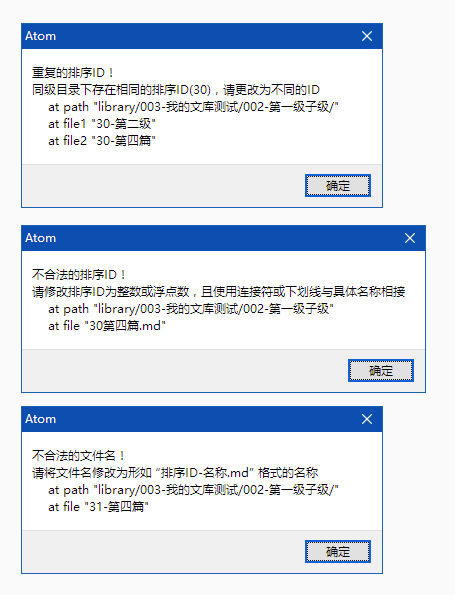 Atom
重复的排序ID！
同级目录下存在相同的排序ID(30)，请更改为不同的ID
at path "library/003-我的文库测试/002-第一级子级/"
at file1 "30-第二级"
at file2 "30-第四篇"
确定
Atom
不合法的排序ID！
请修改排序ID为整数或浮点数，且使用连接符或下划线与具体名称相接
at path "library/003-我的文库测试/002-第一级子级"
at file "30第四篇.md"
确定
Atom
不合法的文件名！
请将文件名修改为形如 “排序ID-名称.md” 格式的名称
at path "library/003-我的文库测试/002-第一级子级/"
at file "31-第四篇"
确定